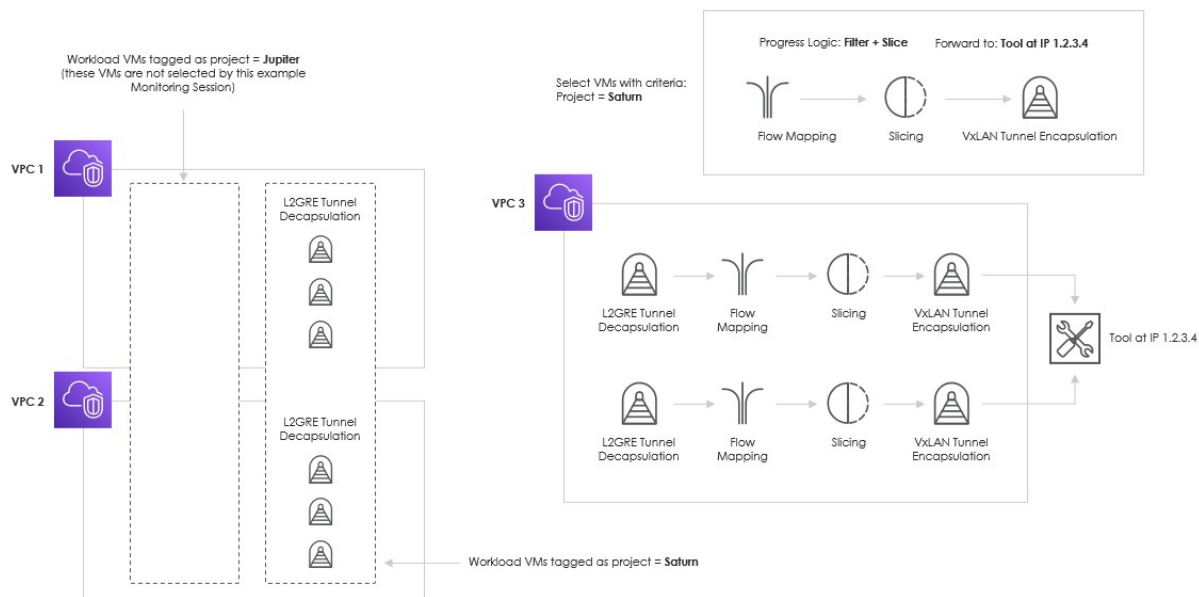 Workload VMs tagged as project = Jupiter
(these VMs are not selected by this example
Monitoring Session)
Progress Logic: Filter + Slice
Forward to: Tool at IP 1.2.3.4
Select VMs with criteria:
Project = Saturn
Flow Mapping
Slicing
VxLAN Tunnel Encapsulation
VPC 1
L2GRE Tunnel
Decapsulation
VPC 2
L2GRE Tunnel
Decapsulation
Workload VMs tagged as project = Saturn
VPC 3
L2GRE Tunnel
Decapsulation
Flow
Mapping
Slicing
VxLAN Tunnel
Encapsulation
Tool at IP 1.2.3.4
L2GRE Tunnel
Decapsulation
Flow
Mapping
Slicing
VxLAN Tunnel
Encapsulation